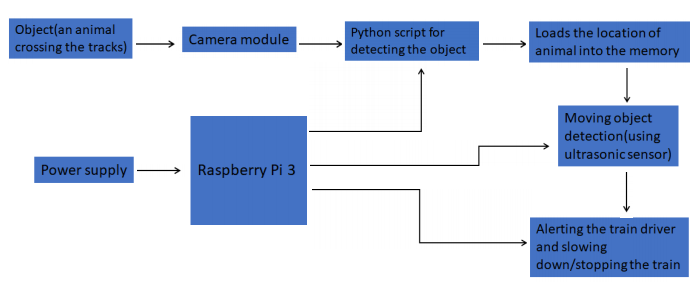 Object(an animal
crossing the tracks)
Camera module
Python script for
detecting the object
Loads the location of
animal into the memory
Moving object
detection(using
ultrasonic sensor)
Power supply
Raspberry Pi 3
Alerting the train driver
and slowing
down/stopping the train